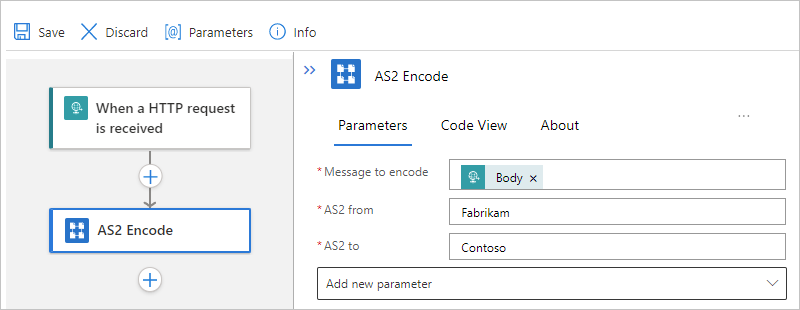 Save Discard [@] Parameters Info
When a HTTP request
is received
AS2 Encode
AS2 Encode
Parameters Code View About
...
* Message to encode Body ×
* AS2 from Fabrikam
* AS2 to Contoso
Add new parameter